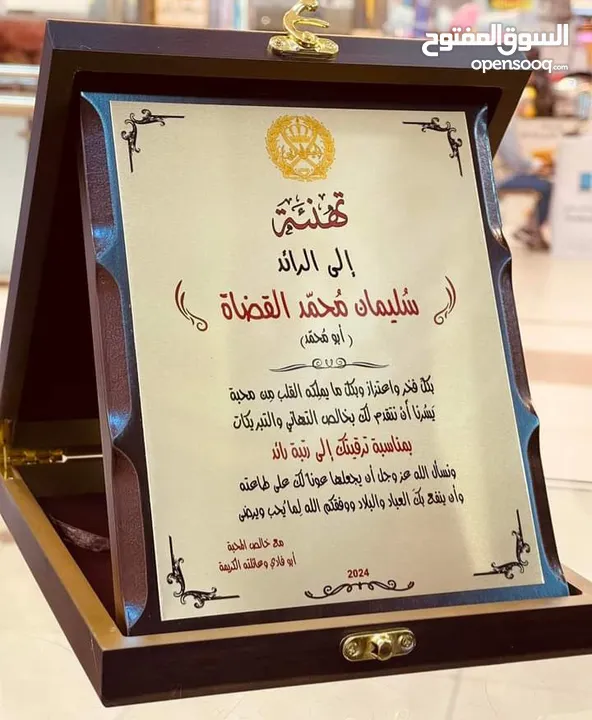 السوق المفتوح
opensooq.com
تهنئة
إلى الرائد
سُليمان مُحمّد القضاة
( أبو مُحمّد )
بكل فخر واعتزاز وبكل ما يملكه القلب من محبة
يَسُرنا أن نتقدم لك بخالص التهاني والتبريكات
بمناسبة ترقيتك إلى رتبة رائد
ونسأل الله عز وجل أن يجعلها عونا لك على طاعته
وأن ينفع بك العباد والبلاد ووفقكم الله لِما يُحب ويرضى
مع خالص المحبة
أبو فادي وعائلته الكريمة
2024